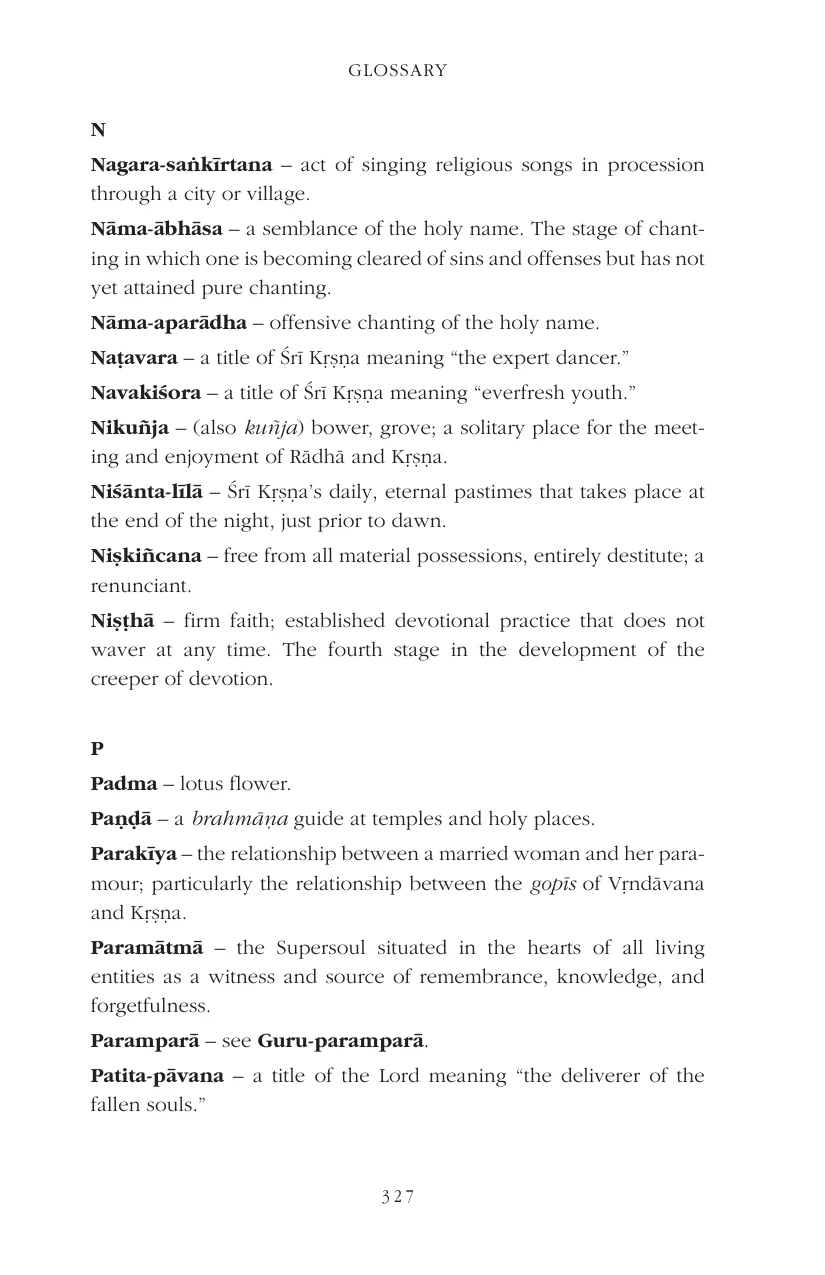 GLOSSARY
N
Nagara-saṅkīrtana – act of singing religious songs in procession
through a city or village.
Nāma-ābhāsa – a semblance of the holy name. The stage of chant-
ing in which one is becoming cleared of sins and offenses but has not
yet attained pure chanting.
Nāma-aparādha – offensive chanting of the holy name.
Naṭavara – a title of Śrī Kṛṣṇa meaning “the expert dancer.”
Navakiśora – a title of Śrī Kṛṣṇa meaning “everfresh youth.”
Nikuñja – (also kuñja) bower, grove; a solitary place for the meet-
ing and enjoyment of Rādhā and Kṛṣṇa.
Niśānta-līlā – Śrī Kṛṣṇa’s daily, eternal pastimes that takes place at
the end of the night, just prior to dawn.
Niṣkiñcana – free from all material possessions, entirely destitute; a
renunciant.
Niṣṭhā – firm faith; established devotional practice that does not
waver at any time. The fourth stage in the development of the
creeper of devotion.
P
Padma – lotus flower.
Paṇḍā – a brahmāṇa guide at temples and holy places.
Parakīya – the relationship between a married woman and her para-
mour; particularly the relationship between the gopīs of Vṛndāvana
and Kṛṣṇa.
Paramātmā – the Supersoul situated in the hearts of all living
entities as a witness and source of remembrance, knowledge, and
forgetfulness.
Paramparā – see Guru-paramparā.
Patita-pāvana – a title of the Lord meaning “the deliverer of the
fallen souls.”
327